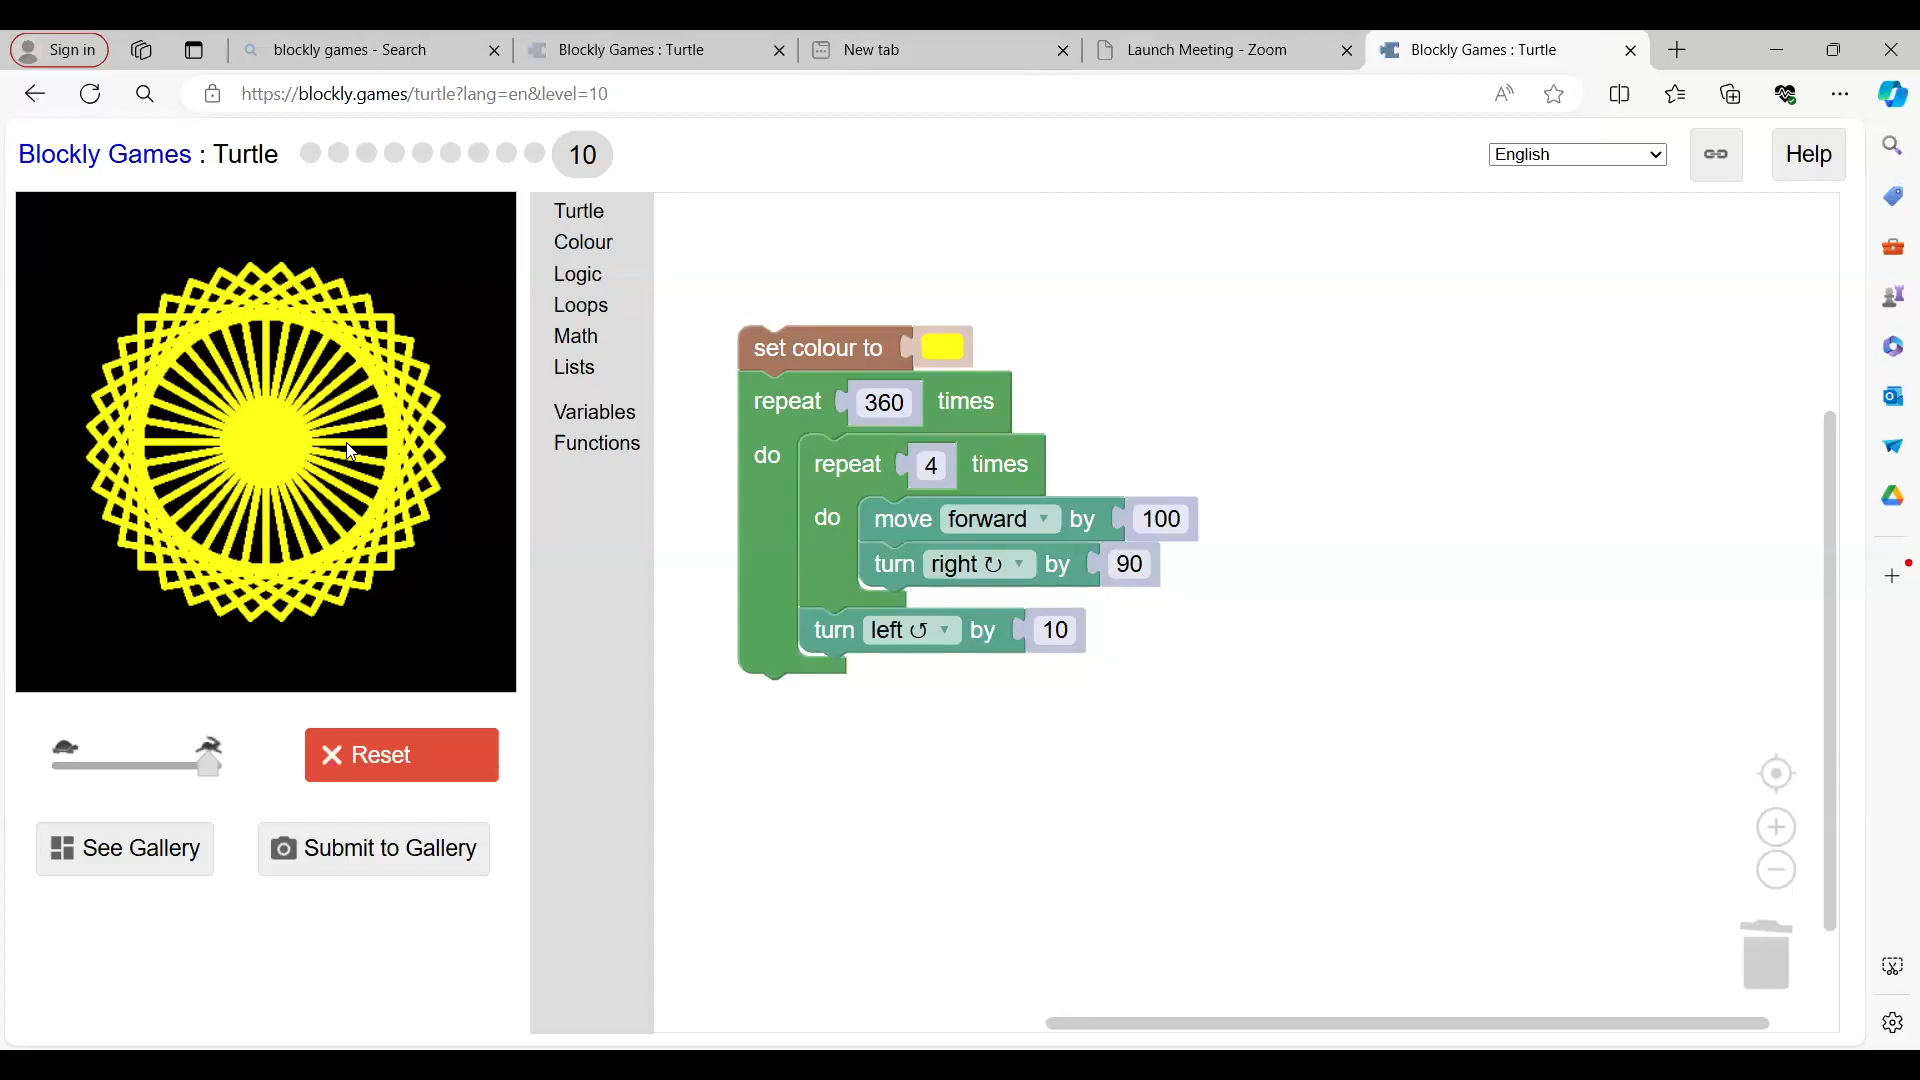 Sign in
blockly games - Search
Blockly Games : Turtle
New tab
Launch Meeting - Zoom
Blockly Games : Turtle
https://blockly.games/turtle?lang=en&level=10
Blockly Games : Turtle
10
English
Help
Turtle
Colour
Logic
Loops
Math
Lists
Variables
Functions
set colour to
repeat 360 times
do
repeat 4 times
do
move forward by 100
turn right ↻ by 90
turn left ↺ by 10
Reset
See Gallery
Submit to Gallery